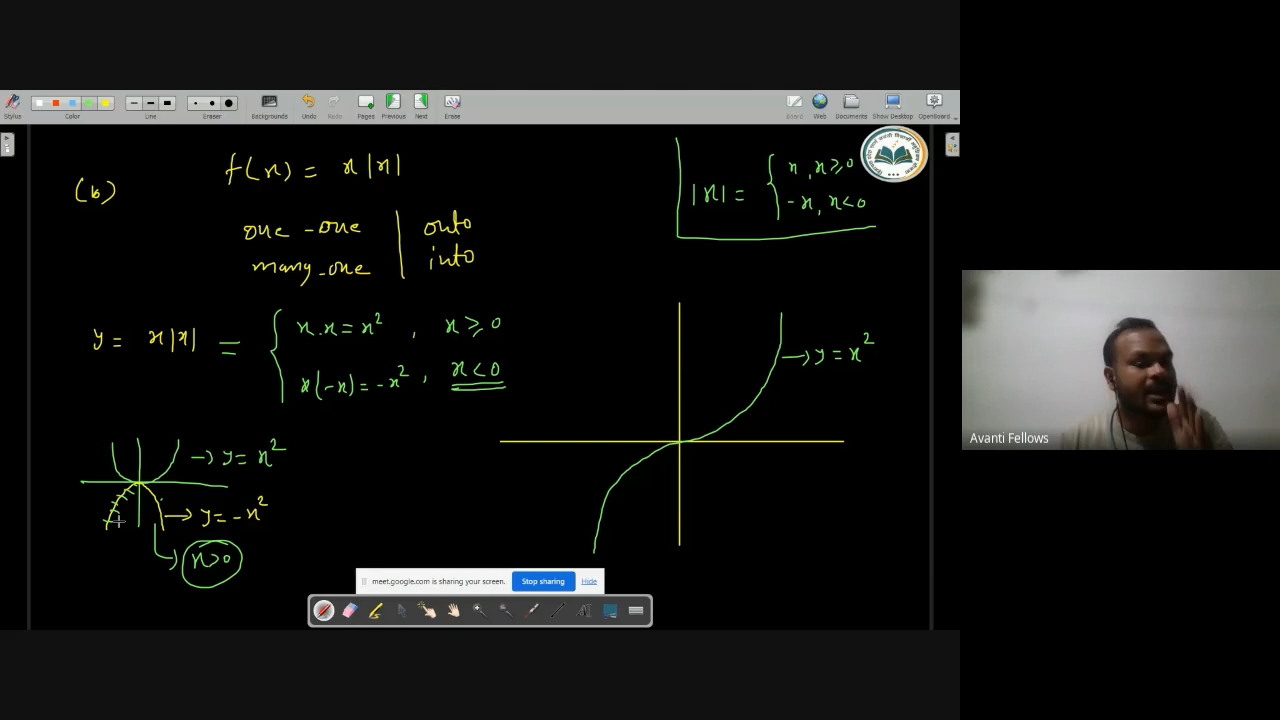 Stylus Color Line Eraser Backgrounds Undo Redo Pages Previous Next Erase Board Web Documents Show Desktop OpenBoard
(b)
f(x) = x|x|
|x| = { x, x ≥ 0
-x, x < 0
one-one | onto
many-one | into
y = x|x| = { x.x = x², x ≥ 0
x(-x) = -x², x < 0
→ y = x²
→ y = x²
→ y = -x²
x>0
Avanti Fellows
meet.google.com is sharing your screen. Stop sharing Hide